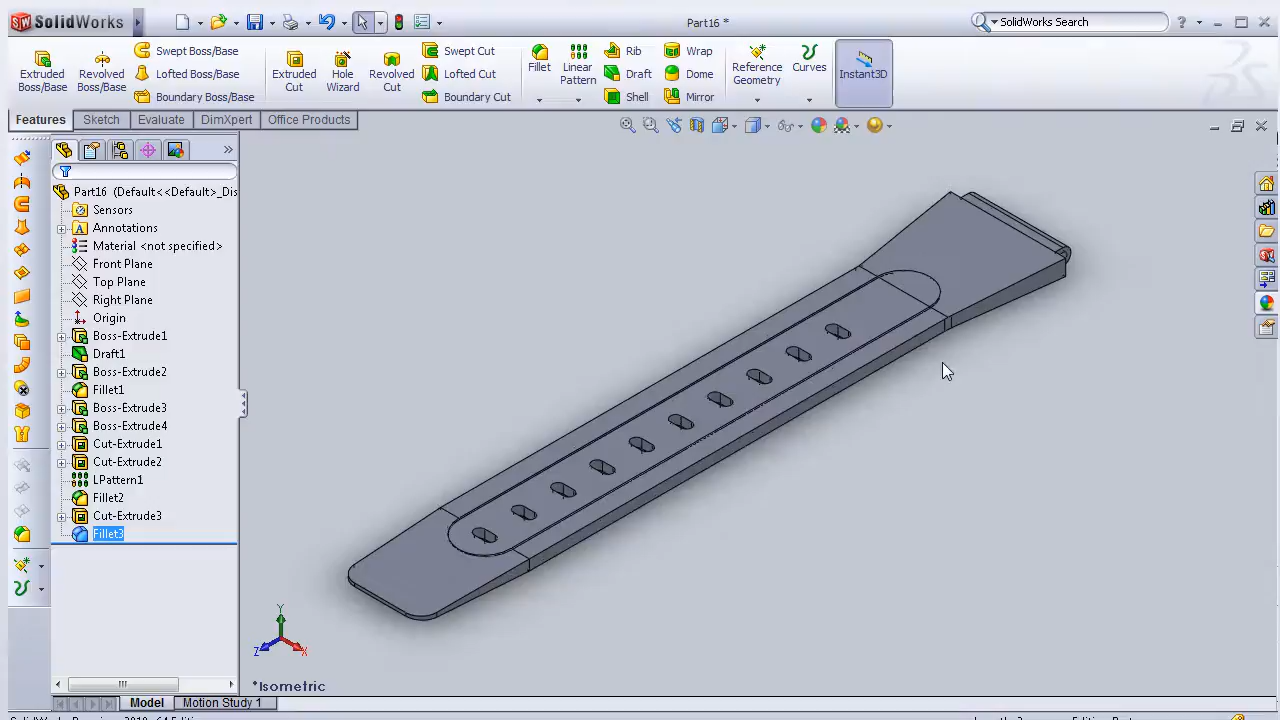 SolidWorks
Part16 *
SolidWorks Search
Extruded Boss/Base
Revolved Boss/Base
Swept Boss/Base
Lofted Boss/Base
Boundary Boss/Base
Extruded Cut
Hole Wizard
Revolved Cut
Swept Cut
Lofted Cut
Boundary Cut
Fillet
Linear Pattern
Rib
Draft
Shell
Wrap
Dome
Mirror
Reference Geometry
Curves
Instant3D
Features
Sketch
Evaluate
DimXpert
Office Products
Part16 (Default<<Default>_Dis
Sensors
Annotations
Material <not specified>
Front Plane
Top Plane
Right Plane
Origin
Boss-Extrude1
Draft1
Boss-Extrude2
Fillet1
Boss-Extrude3
Boss-Extrude4
Cut-Extrude1
Cut-Extrude2
LPattern1
Fillet2
Cut-Extrude3
Fillet3
Y
Z
X
*Isometric
Model
Motion Study 1